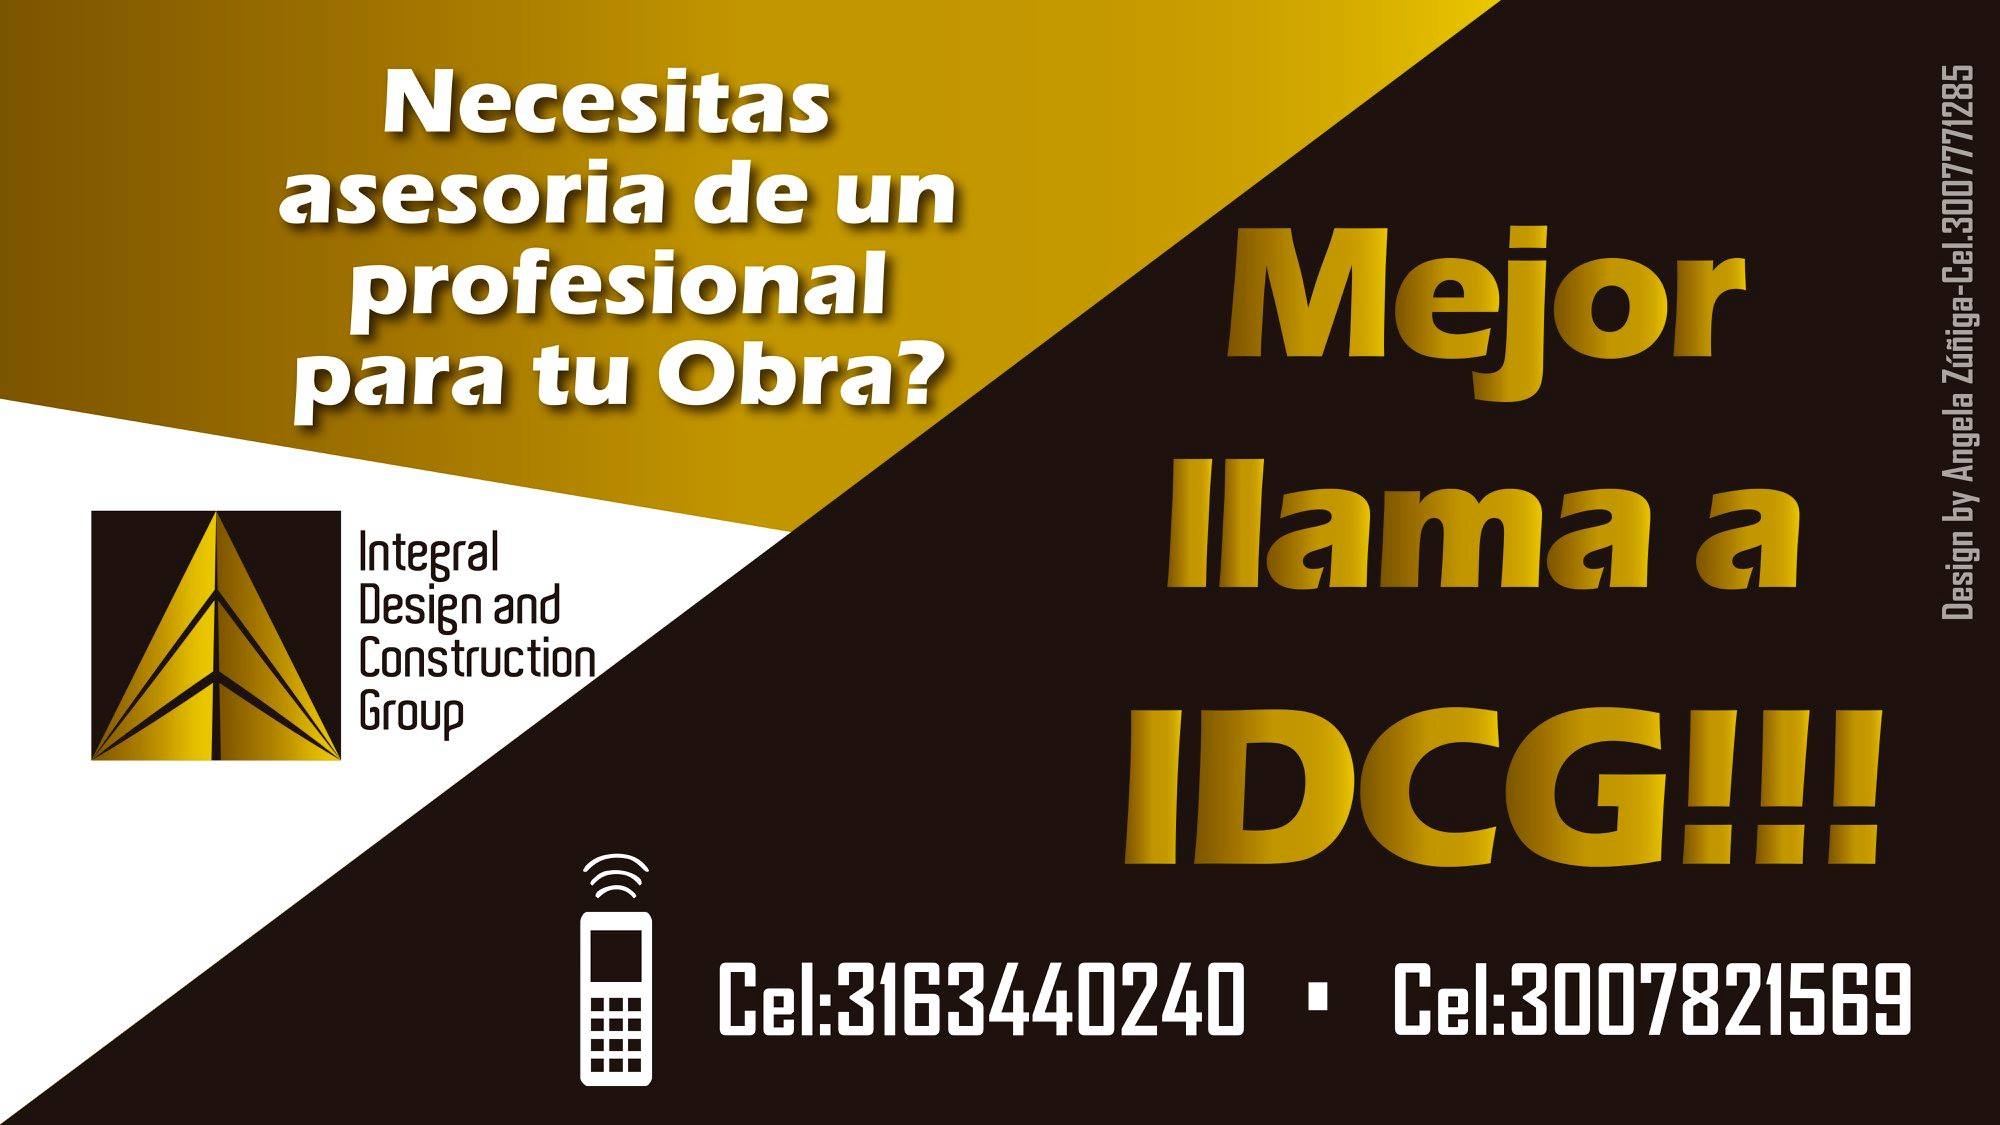 Necesitas
asesoria de un
profesional
para tu Obra?
Mejor
llama a
IDCG!!!
Integral
Design and
Construction
Group
Cel:3163440240 ▪ Cel:3007821569
Design by Angela Zúñiga-Cel.3007771285